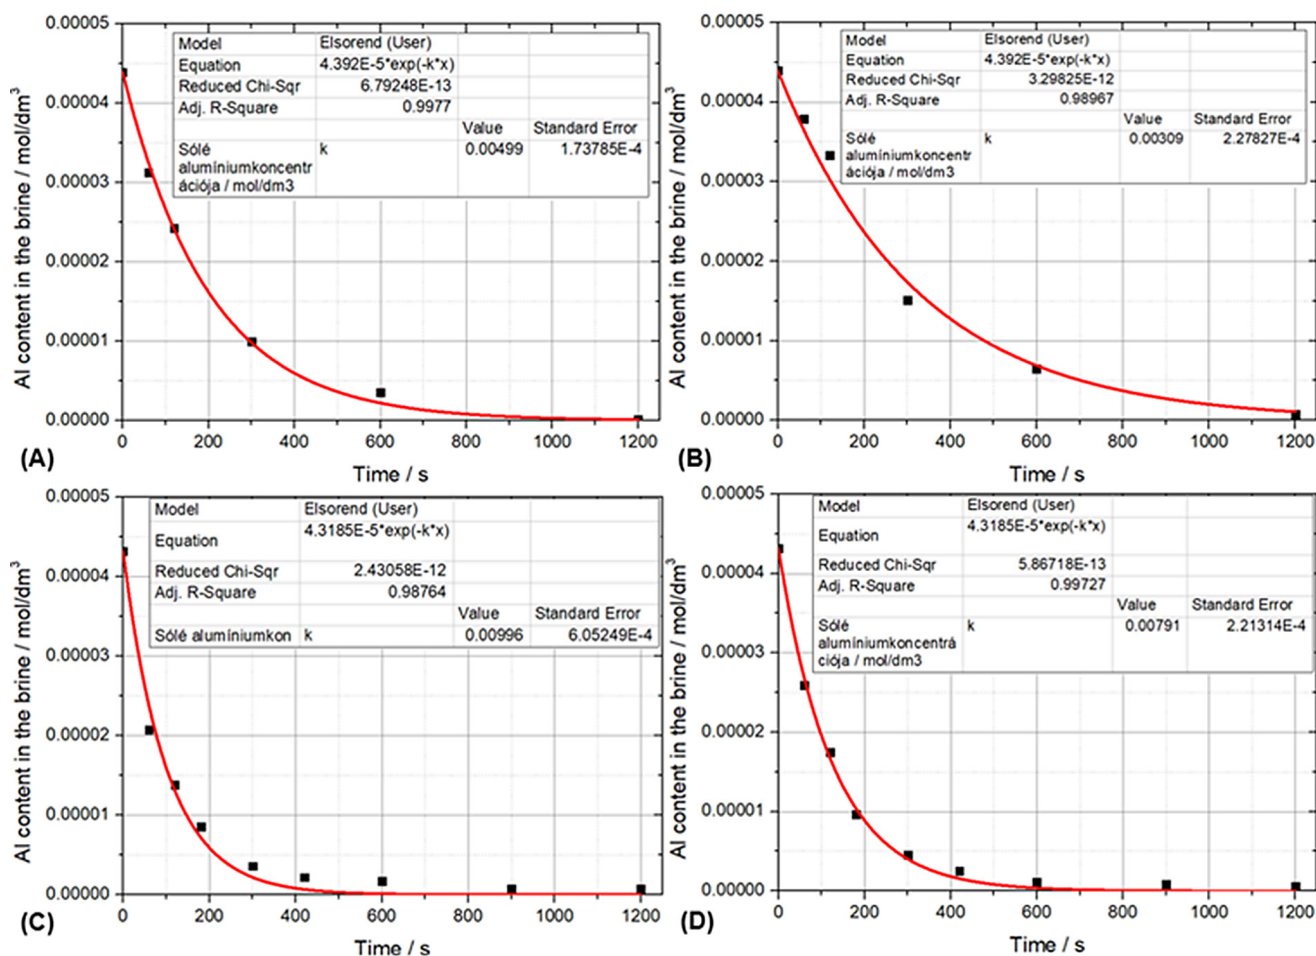 Al content in the brine / mol/dm³
0.00005
0.00004
0.00003
0.00002
0.00001
0.00000
Model Elsorend (User)
Equation 4.392E-5*exp(-k*x)
Reduced Chi-Sqr 6.79248E-13
Adj. R-Square 0.9977
Value Standard Error
Sólé k 0.00499 1.73785E-4
alumíniumkoncentr
ációja / mol/dm3
0 200 400 600 800 1000 1200
Time / s
(A)
Al content in the brine / mol/dm³
0.00005
0.00004
0.00003
0.00002
0.00001
0.00000
Model Elsorend (User)
Equation 4.392E-5*exp(-k*x)
Reduced Chi-Sqr 3.29825E-12
Adj. R-Square 0.98967
Value Standard Error
Sólé k 0.00309 2.27827E-4
alumíniumkoncentr
ációja / mol/dm3
0 200 400 600 800 1000 1200
Time / s
(B)
Al content in the brine / mol/dm³
0.00005
0.00004
0.00003
0.00002
0.00001
0.00000
Model Elsorend (User)
Equation 4.3185E-5*exp(-k*x)
Reduced Chi-Sqr 2.43058E-12
Adj. R-Square 0.98764
Value Standard Error
Sólé alumíniumkon k 0.00996 6.05249E-4
0 200 400 600 800 1000 1200
Time / s
(C)
Al content in the brine / mol/dm³
0.00005
0.00004
0.00003
0.00002
0.00001
0.00000
Model Elsorend (User)
Equation 4.3185E-5*exp(-k*x)
Reduced Chi-Sqr 5.86718E-13
Adj. R-Square 0.99727
Value Standard Error
Sólé k 0.00791 2.21314E-4
alumíniumkoncentrá
ciója / mol/dm3
0 200 400 600 800 1000 1200
Time / s
(D)